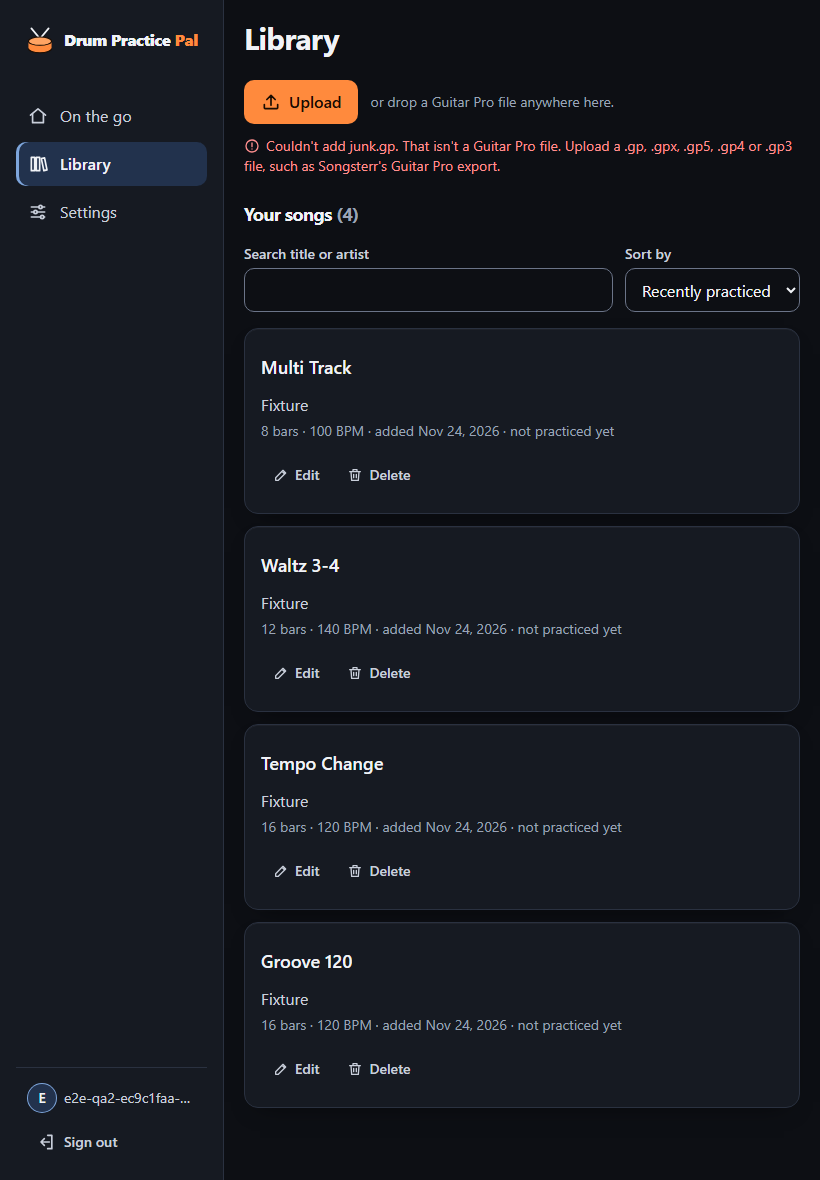 Drum Practice Pal
On the go
Library
Settings
e2e-qa2-ec9c1faa-...
Sign out
Library
Upload
or drop a Guitar Pro file anywhere here.
Couldn't add junk.gp. That isn't a Guitar Pro file. Upload a .gp, .gpx, .gp5, .gp4 or .gp3
file, such as Songsterr's Guitar Pro export.
Your songs (4)
Search title or artist
Sort by
Recently practiced
Multi Track
Fixture
8 bars · 100 BPM · added Nov 24, 2026 · not practiced yet
Edit Delete
Waltz 3-4
Fixture
12 bars · 140 BPM · added Nov 24, 2026 · not practiced yet
Edit Delete
Tempo Change
Fixture
16 bars · 120 BPM · added Nov 24, 2026 · not practiced yet
Edit Delete
Groove 120
Fixture
16 bars · 120 BPM · added Nov 24, 2026 · not practiced yet
Edit Delete
E